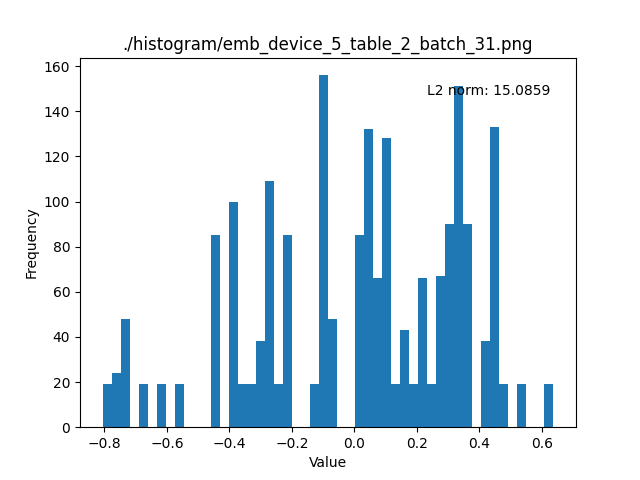 ./histogram/emb_device_5_table_2_batch_31.png
L2 norm: 15.0859
160
140
120
100
80
60
40
20
0
Frequency
−0.8 −0.6 −0.4 −0.2 0.0 0.2 0.4 0.6
Value